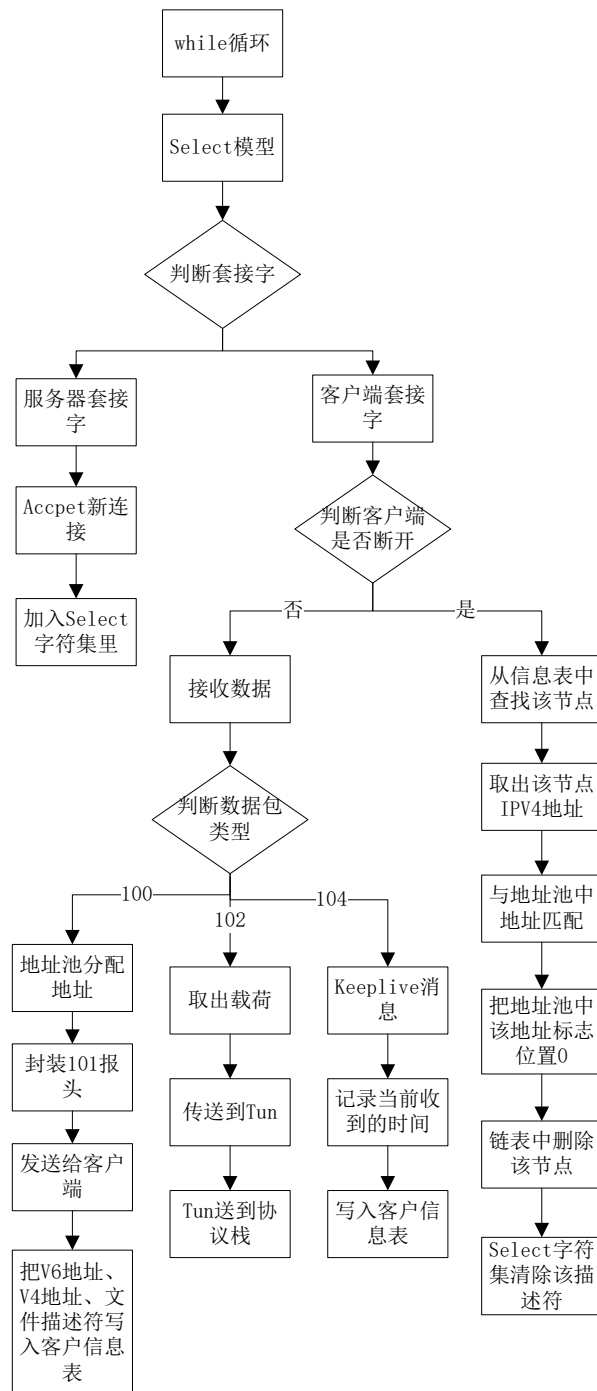 while循环
Select模型
判断套接字
服务器套接
字
客户端套接
字
Accpet新连
接
判断客户端
是否断开
加入Select
字符集里
否
是
接收数据
从信息表中
查找该节点
判断数据包
类型
取出该节点
IPV4地址
100
102
104
与地址池中
地址匹配
地址池分配
地址
取出载荷
Keeplive消
息
把地址池中
该地址标志
位置0
封装101报
头
传送到Tun
记录当前收
到的时间
链表中删除
该节点
发送给客户
端
Tun送到协
议栈
写入客户信
息表
Select字符
集清除该描
述符
把V6地址、
V4地址、文
件描述符写
入客户信息
表